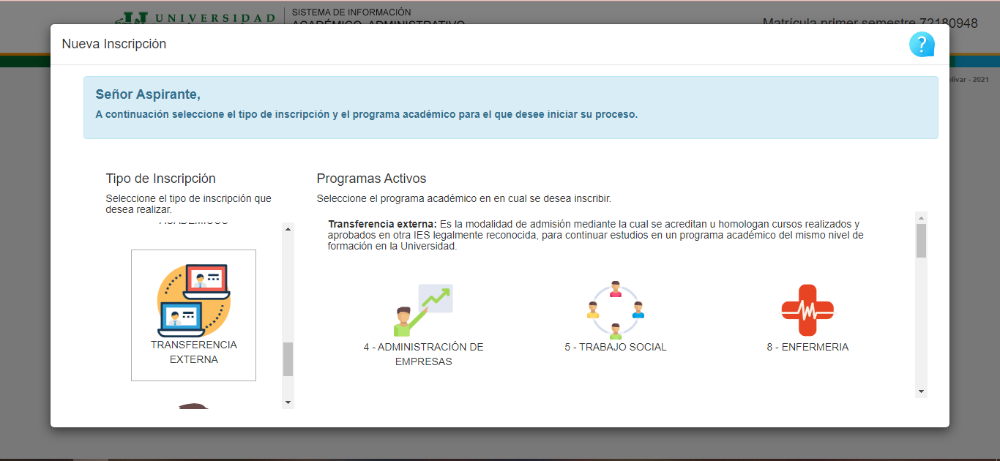 UNIVERSIDAD
SISTEMA DE INFORMACIÓN
ACADÉMICO, ADMINISTRATIVO
Matrícula primer semestre 72180948
Nueva Inscripción
?
lívar - 2021
Señor Aspirante,
A continuación seleccione el tipo de inscripción y el programa académico para el que desee iniciar su proceso.
Tipo de Inscripción
Seleccione el tipo de inscripción que
desea realizar.
ACADÉMICOS
TRANSFERENCIA
EXTERNA
Programas Activos
Seleccione el programa académico en en cual se desea inscribir.
Transferencia externa: Es la modalidad de admisión mediante la cual se acreditan u homologan cursos realizados y
aprobados en otra IES legalmente reconocida, para continuar estudios en un programa académico del mismo nivel de
formación en la Universidad.
4 - ADMINISTRACIÓN DE
EMPRESAS
5 - TRABAJO SOCIAL
8 - ENFERMERIA